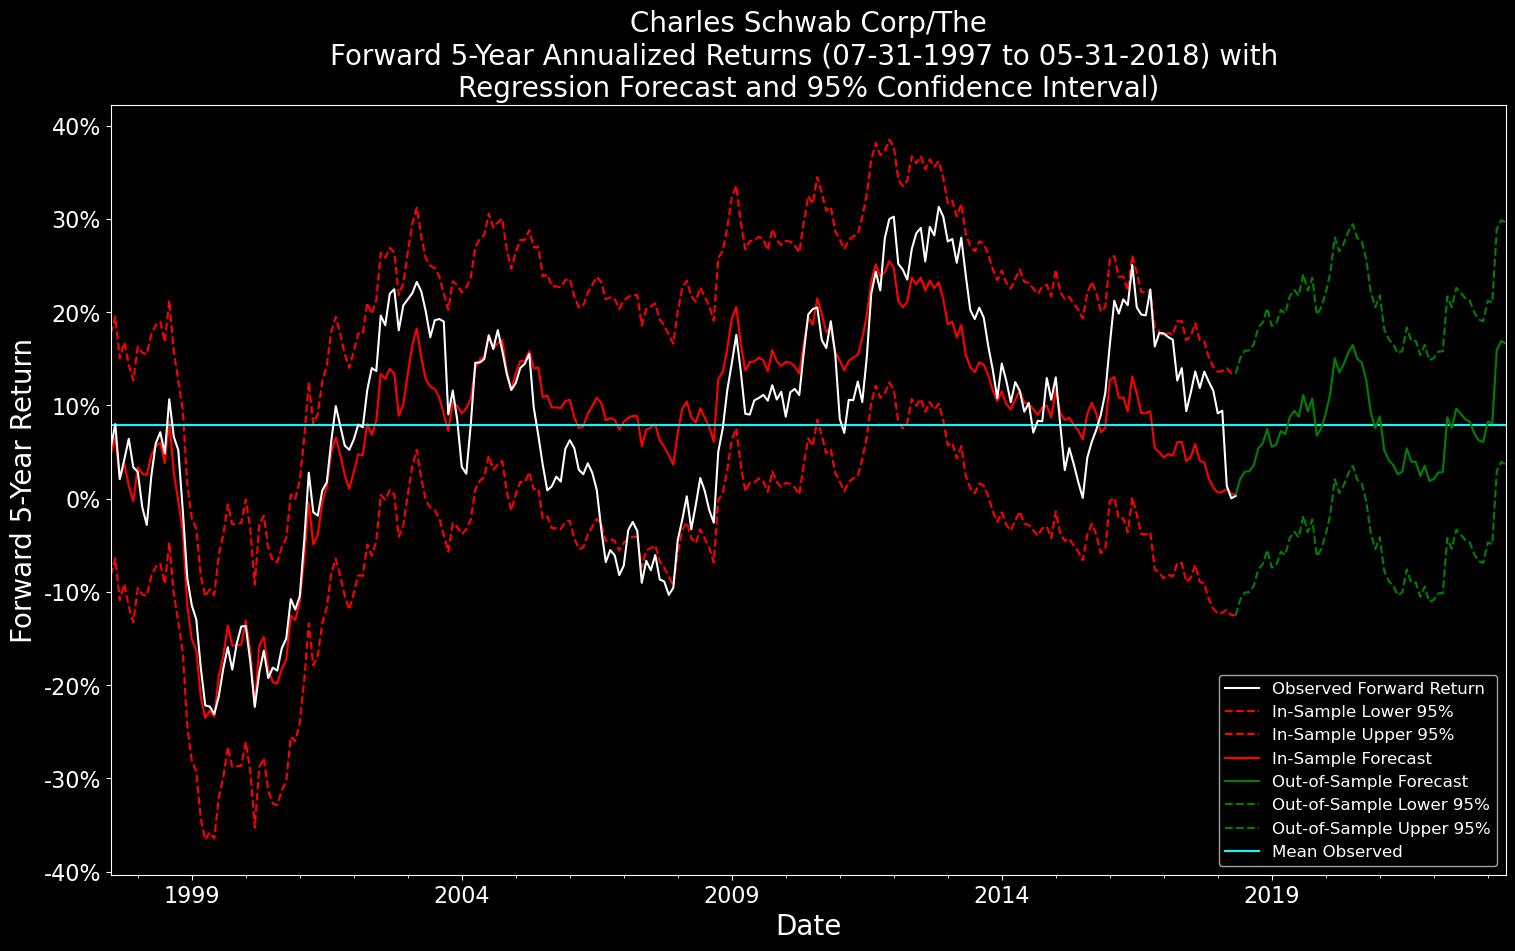 Charles Schwab Corp/The
Forward 5-Year Annualized Returns (07-31-1997 to 05-31-2018) with
Regression Forecast and 95% Confidence Interval)
Forward 5-Year Return
40%
30%
20%
10%
0%
-10%
-20%
-30%
-40%
1999
2004
2009
2014
2019
Date
Observed Forward Return
In-Sample Lower 95%
In-Sample Upper 95%
In-Sample Forecast
Out-of-Sample Forecast
Out-of-Sample Lower 95%
Out-of-Sample Upper 95%
Mean Observed